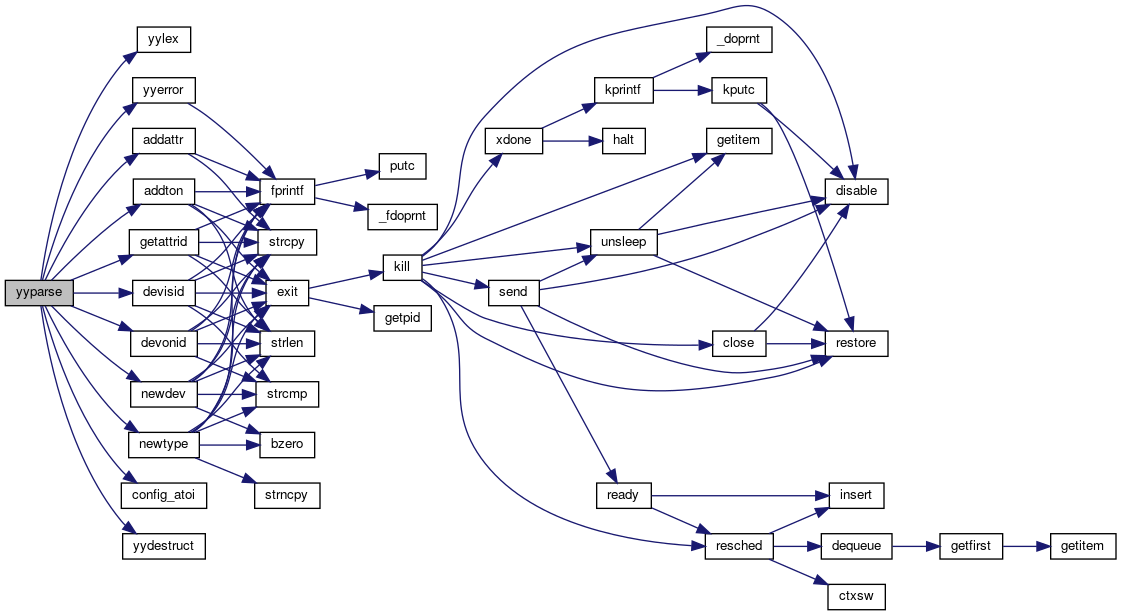 yyparse
yylex
yyerror
addattr
addton
getattrid
devisid
devonid
newdev
newtype
config_atoi
yydestruct
fprintf
strcpy
exit
strlen
strcmp
bzero
strncpy
putc
_fdoprnt
kill
getpid
xdone
send
kprintf
halt
unsleep
ready
_doprnt
kputc
getitem
close
resched
disable
restore
insert
dequeue
ctxsw
getfirst
getitem